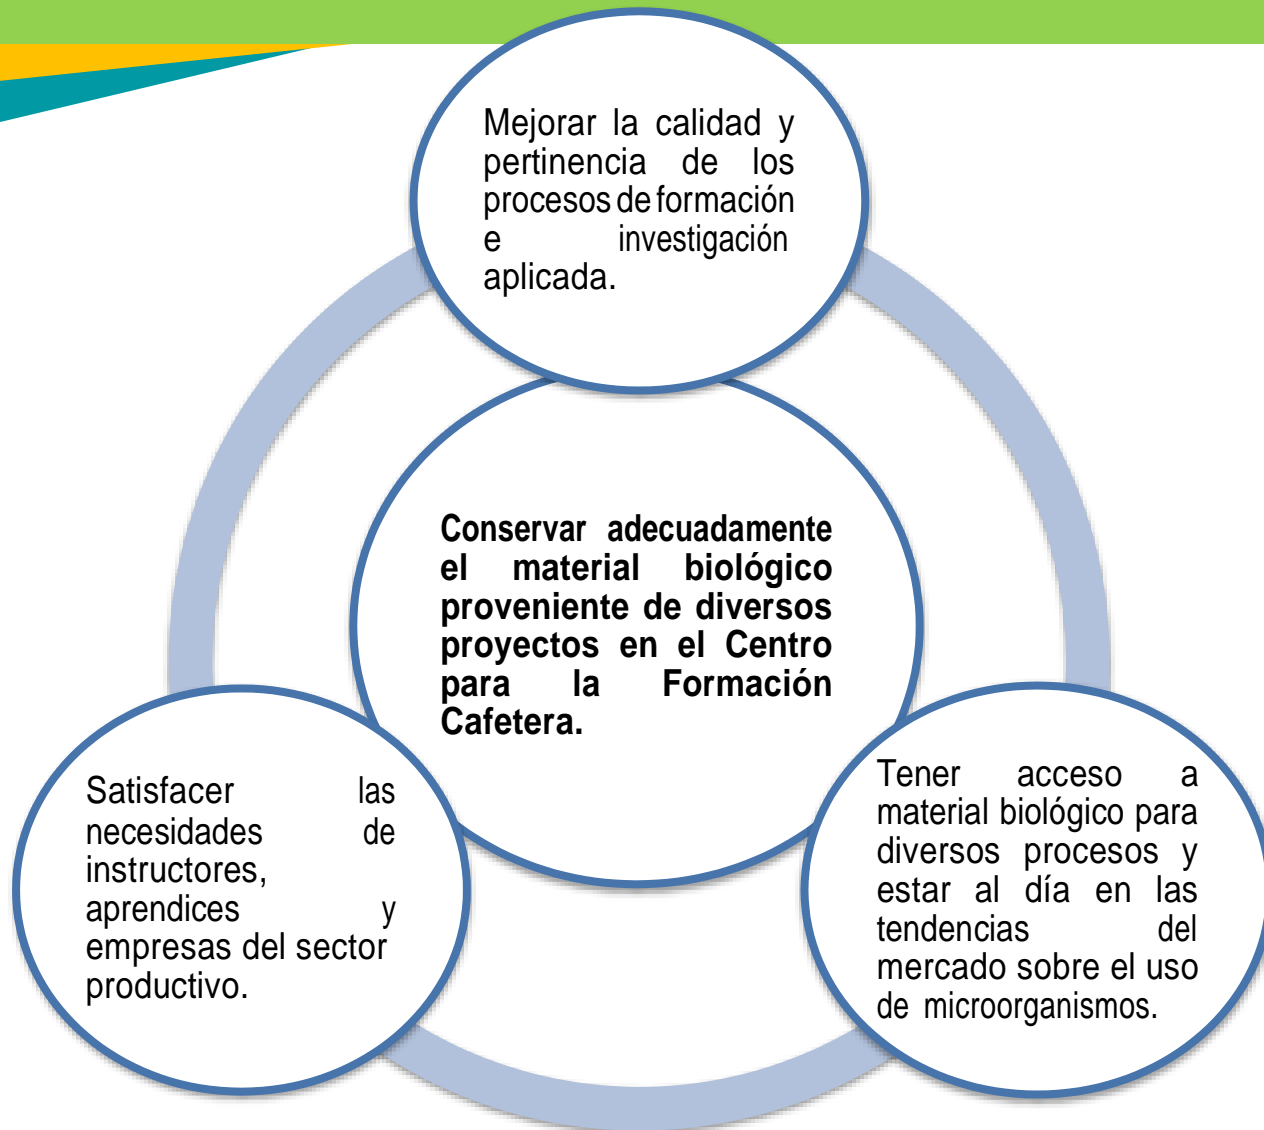 Mejorar la calidad y
pertinencia de los
procesos de formación
e investigación
aplicada.
Conservar adecuadamente
el material biológico
proveniente de diversos
proyectos en el Centro
para la Formación
Cafetera.
Satisfacer las
necesidades de
instructores,
aprendices y
empresas del sector
productivo.
Tener acceso a
material biológico para
diversos procesos y
estar al día en las
tendencias del
mercado sobre el uso
de microorganismos.